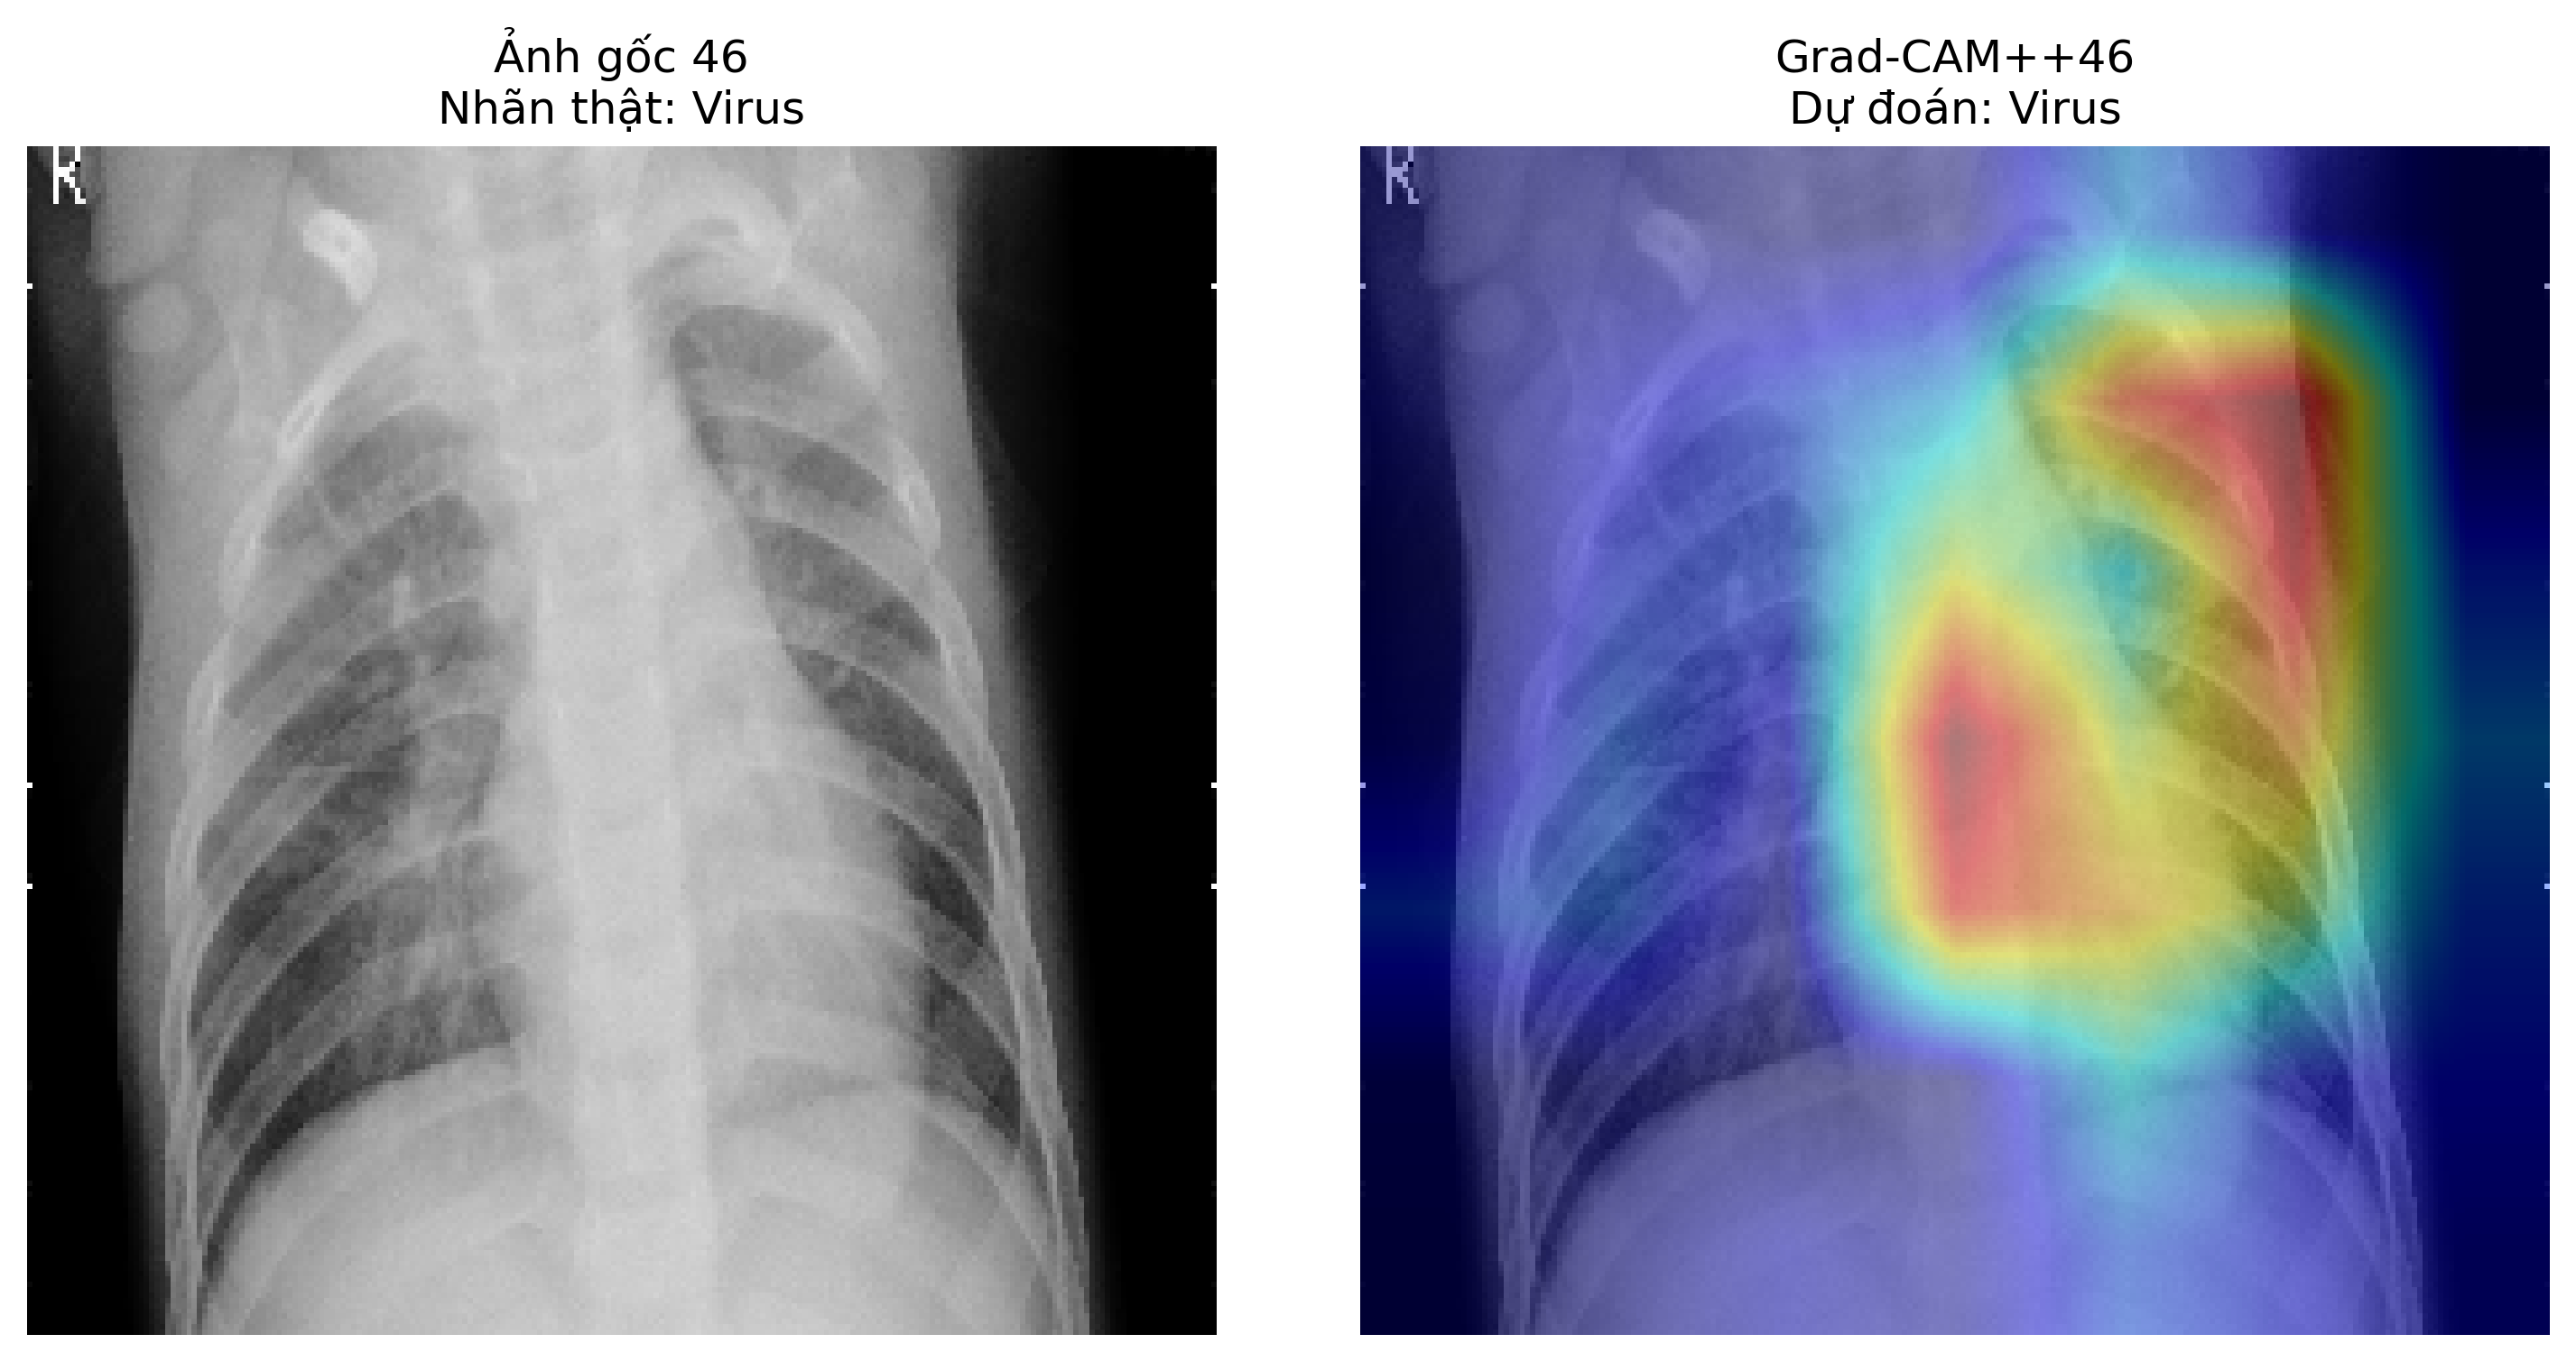 Ảnh gốc 46
Nhãn thật: Virus
Grad-CAM++46
Dự đoán: Virus
R
R